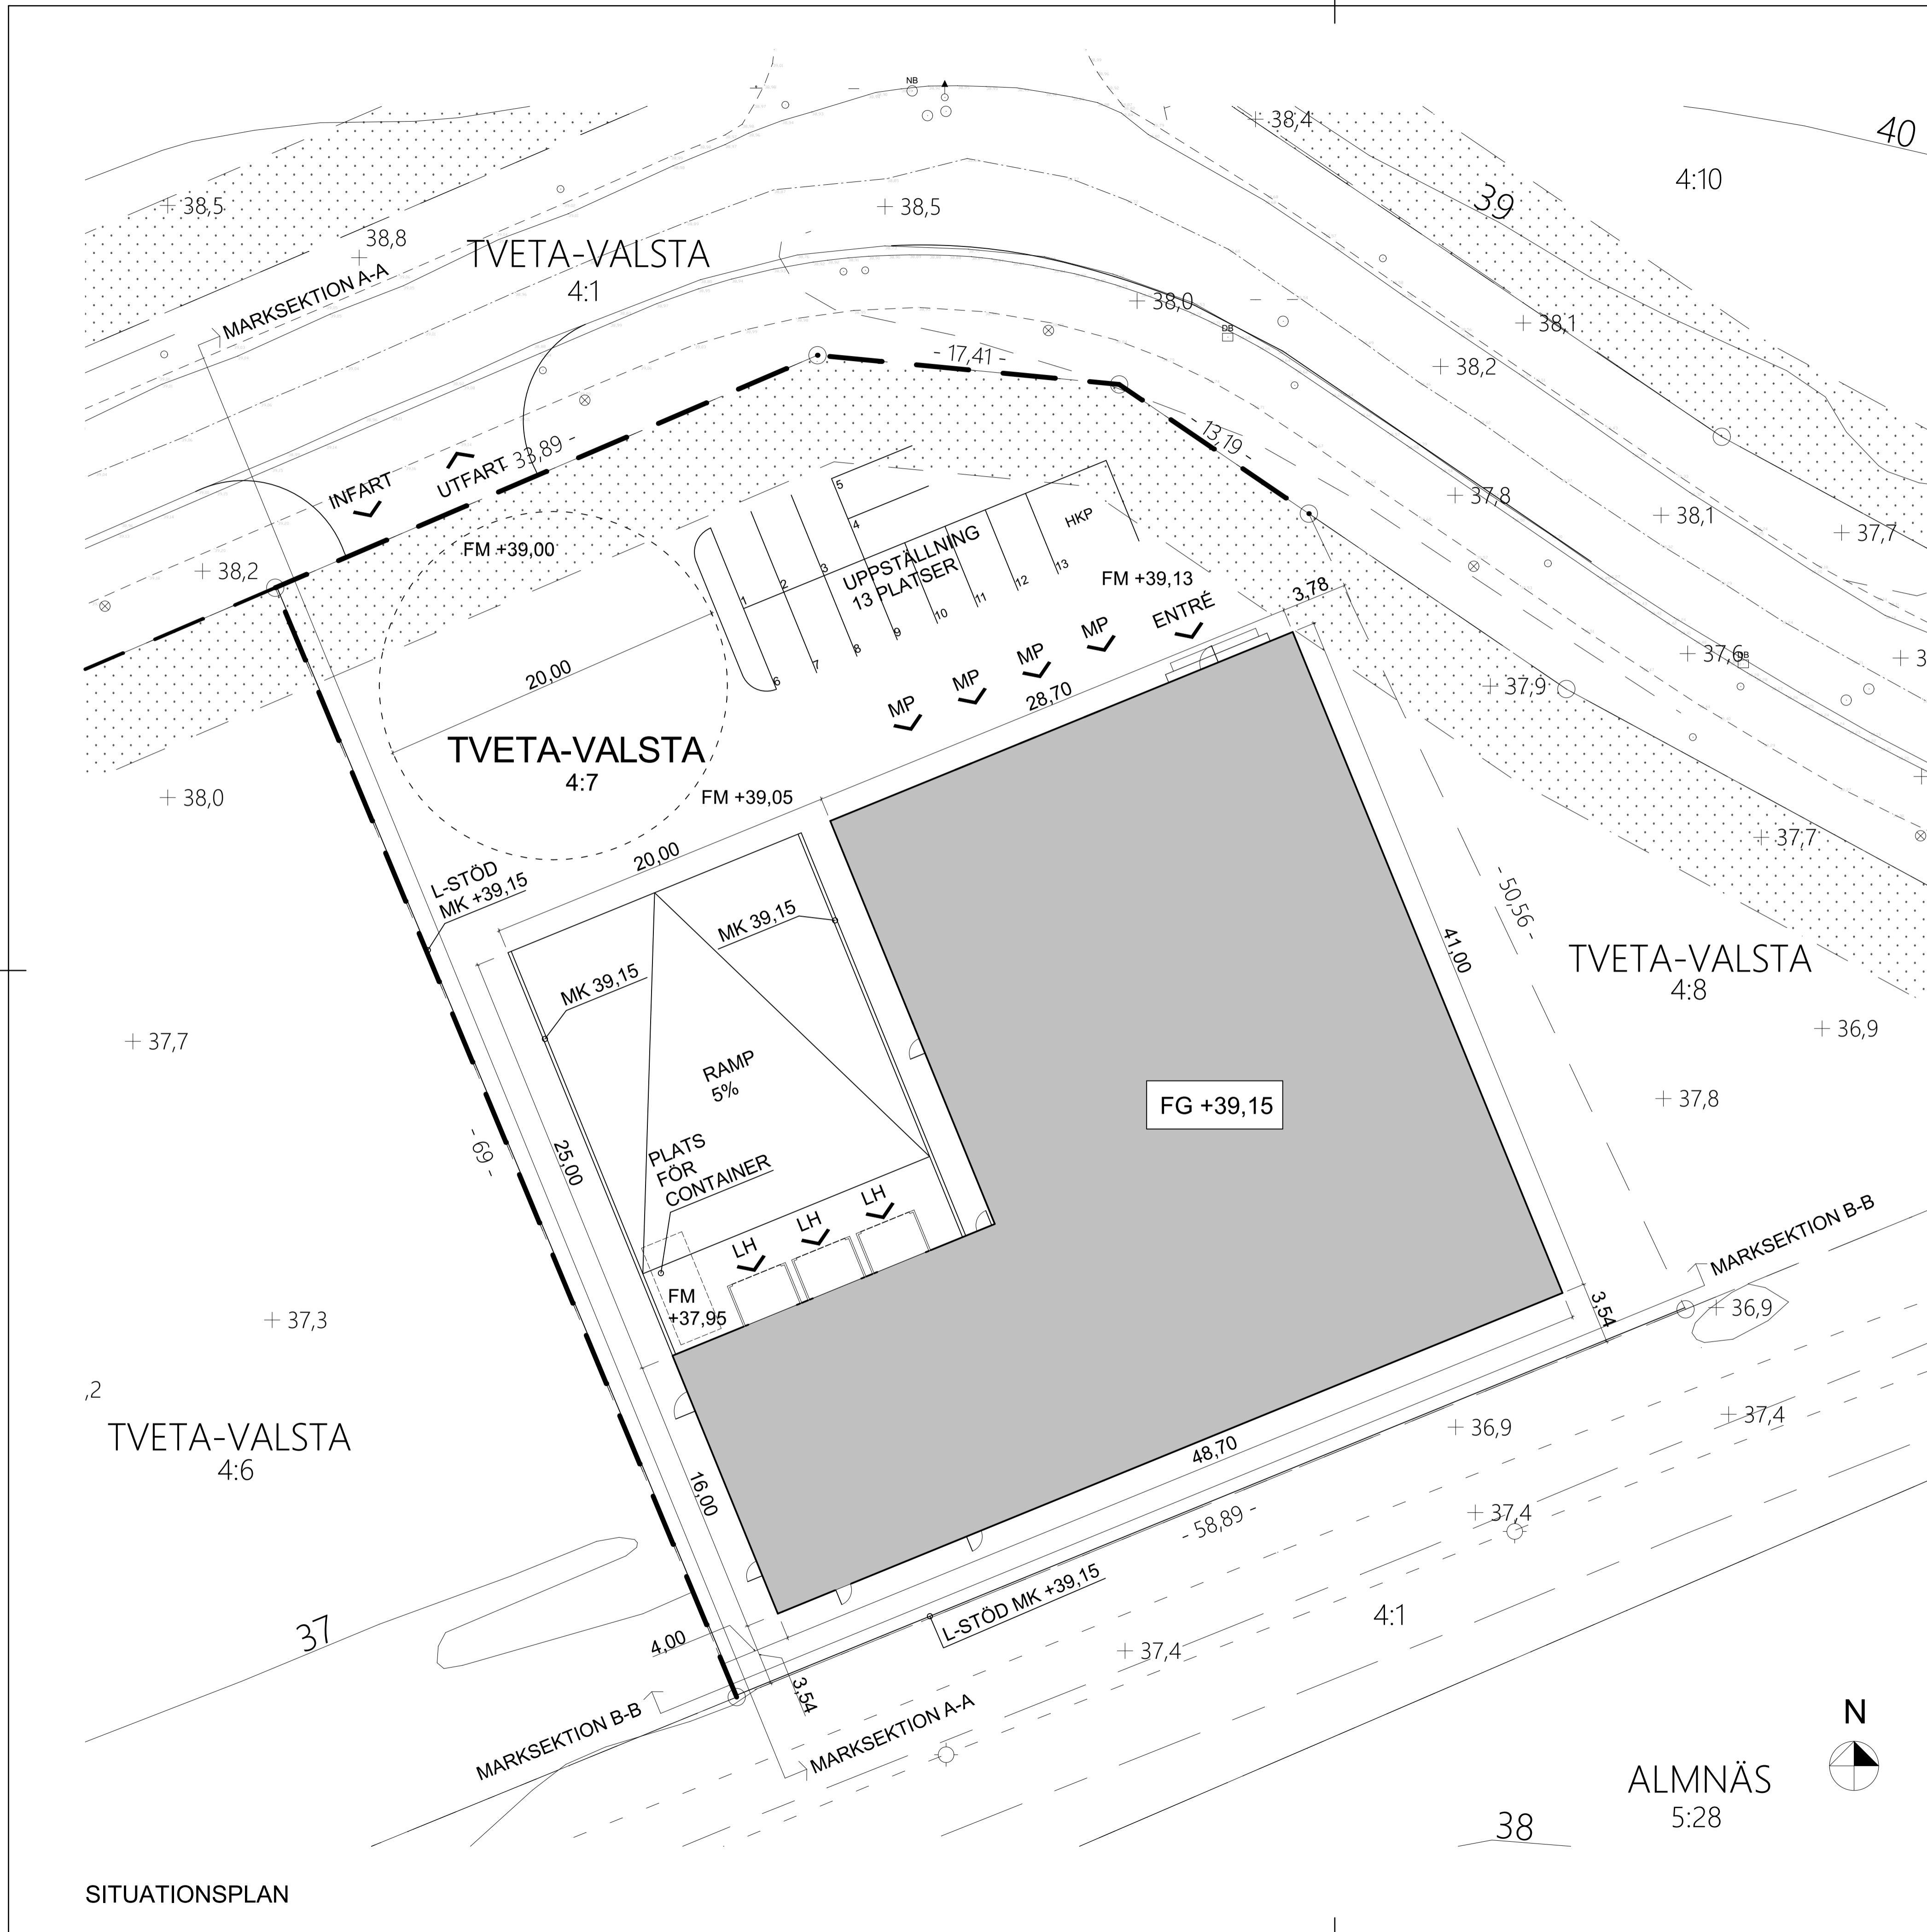 NB
38,4
40
4:10
39
38,5
38,5
38,8
TVETA-VALSTA
4:1
MARKSEKTION A-A
38,0
38,1
DB
38,2
- 17,41 -
- 13,19 -
- 33,89 -
INFART
UTFART
37,8
38,1
37,7
5
4
HKP
FM +39,00
UPPSTÄLLNING
13 PLATSER
38,2
3
2
1
13
12
11
10
9
8
7
6
FM +39,13
ENTRÉ
3,78
MP
MP
MP
MP
37,6
DB
37,9
20,00
28,70
TVETA-VALSTA
4:7
FM +39,05
38,0
37,7
20,00
L-STÖD
MK +39,15
MK 39,15
MK 39,15
- 50,56 -
41,00
TVETA-VALSTA
4:8
36,9
37,7
RAMP
5%
FG +39,15
37,8
- 69 -
25,00
PLATS
FÖR
CONTAINER
LH
LH
LH
FM
+37,95
MARKSEKTION B-B
36,9
3,54
37,3
,2
TVETA-VALSTA
4:6
37,4
36,9
48,70
16,00
- 58,89 -
37,4
L-STÖD MK +39,15
4:1
37
4,00
37,4
3,54
MARKSEKTION B-B
MARKSEKTION A-A
N
ALMNÄS
5:28
38
SITUATIONSPLAN